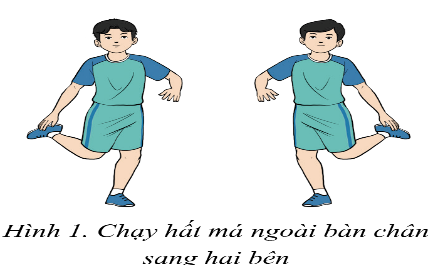 Hình 1. Chạy hất má ngoài bàn chân
sang hai bên